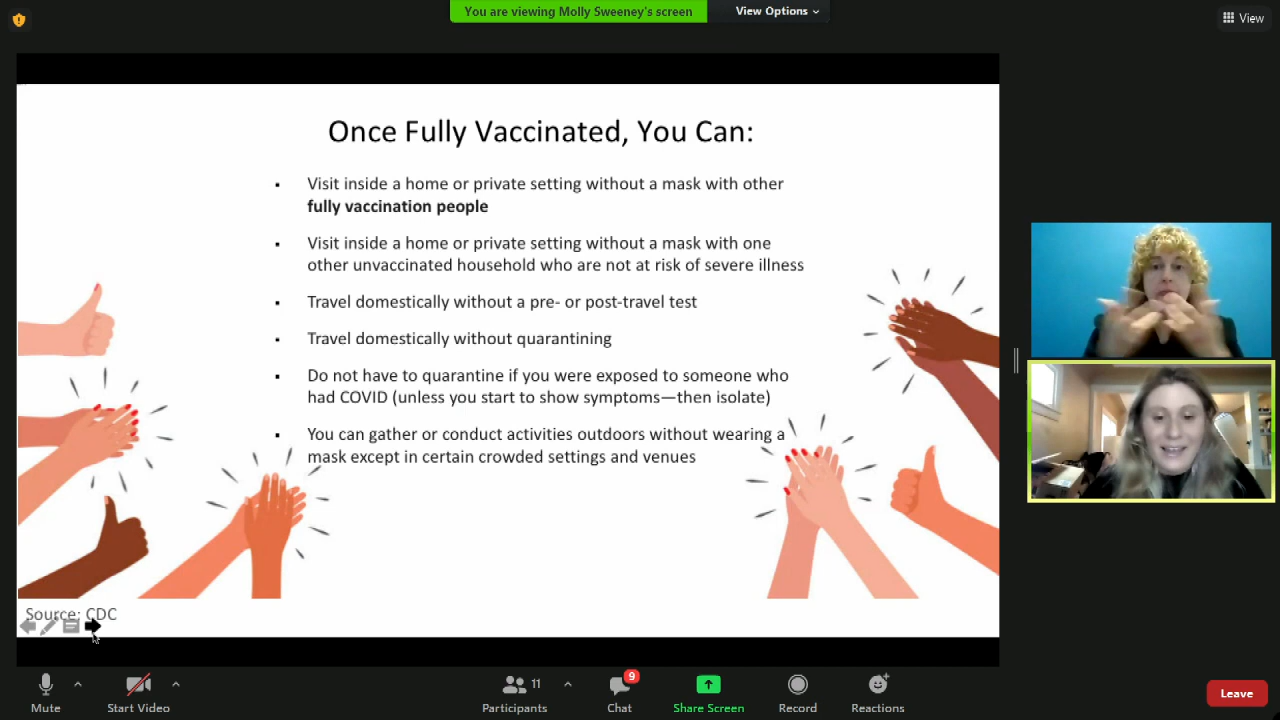 You are viewing Molly Sweeney's screen
View Options
View
Once Fully Vaccinated, You Can:
▪ Visit inside a home or private setting without a mask with other
fully vaccination people
▪ Visit inside a home or private setting without a mask with one
other unvaccinated household who are not at risk of severe illness
▪ Travel domestically without a pre- or post-travel test
▪ Travel domestically without quarantining
▪ Do not have to quarantine if you were exposed to someone who
had COVID (unless you start to show symptoms—then isolate)
▪ You can gather or conduct activities outdoors without wearing a
mask except in certain crowded settings and venues
Source: CDC
Mute
Start Video
11
Participants
9
Chat
Share Screen
Record
Reactions
Leave